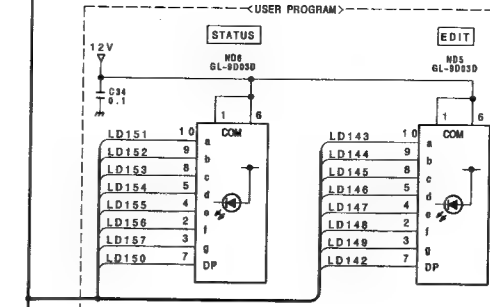 <USER PROGRAM>
STATUS
EDIT
12V
ND6
GL-9D03D
ND5
GL-9D03D
C94
0.1
1 6
1 6
COM
COM
LD151 10 a
LD152 9 b
LD153 8 c
LD154 5 d
LD155 4 e
LD156 2 f
LD157 3 g
LD150 7 DP
LD143 10 a
LD144 9 b
LD145 8 c
LD146 5 d
LD147 4 e
LD148 2 f
LD149 3 g
LD142 7 DP